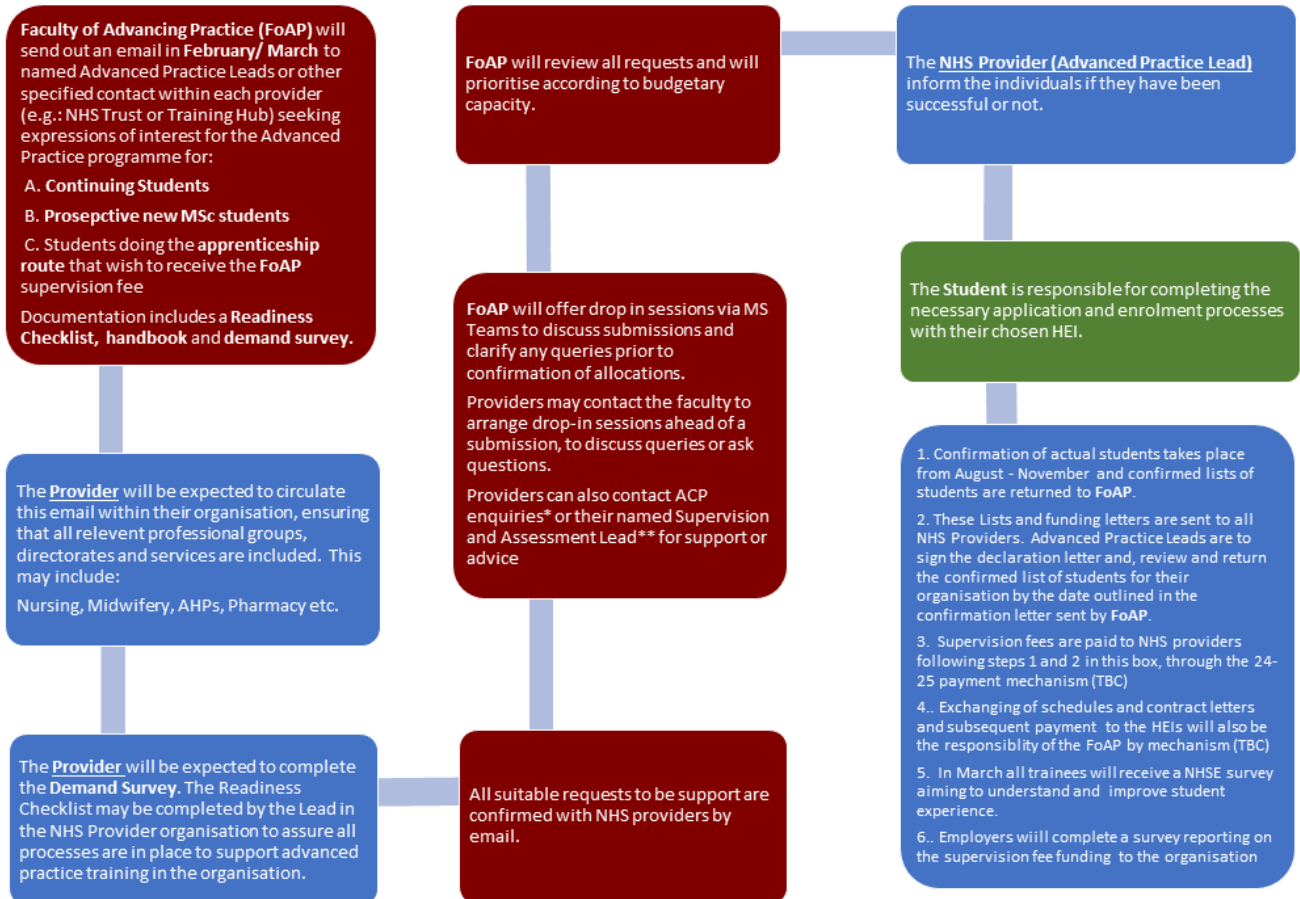 Faculty of Advancing Practice (FoAP) will
send out an email in February/ March to
named Advanced Practice Leads or other
specified contact within each provider
(e.g.: NHS Trust or Training Hub) seeking
expressions of interest for the Advanced
Practice programme for:
A. Continuing Students
B. Prosepctive new MSc students
C. Students doing the apprenticeship
route that wish to receive the FoAP
supervision fee
Documentation includes a Readiness
Checklist, handbook and demand survey.
The Provider will be expected to circulate
this email within their organisation, ensuring
that all relevent professional groups,
directorates and services are included. This
may include:
Nursing, Midwifery, AHPs, Pharmacy etc.
The Provider will be expected to complete
the Demand Survey. The Readiness
Checklist may be completed by the Lead in
the NHS Provider organisation to assure all
processes are in place to support advanced
practice training in the organisation.
All suitable requests to be support are
confirmed with NHS providers by
email.
FoAP will offer drop in sessions via MS
Teams to discuss submissions and
clarify any queries prior to
confirmation of allocations.
Providers may contact the faculty to
arrange drop-in sessions ahead of a
submission, to discuss queries or ask
questions.
Providers can also contact ACP
enquiries* or their named Supervision
and Assessment Lead** for support or
advice
FoAP will review all requests and will
prioritise according to budgetary
capacity.
The NHS Provider (Advanced Practice Lead)
inform the individuals if they have been
successful or not.
The Student is responsible for completing the
necessary application and enrolment processes
with their chosen HEI.
1. Confirmation of actual students takes place
from August - November and confirmed lists of
students are returned to FoAP.
2. These Lists and funding letters are sent to all
NHS Providers. Advanced Practice Leads are to
sign the declaration letter and, review and return
the confirmed list of students for their
organisation by the date outlined in the
confirmation letter sent by FoAP.
3. Supervision fees are paid to NHS providers
following steps 1 and 2 in this box, through the 24-
25 payment mechanism (TBC)
4.. Exchanging of schedules and contract letters
and subsequent payment to the HEIs will also be
the responsiblity of the FoAP by mechanism (TBC)
5. In March all trainees will receive a NHSE survey
aiming to understand and improve student
experience.
6.. Employers wiill complete a survey reporting on
the supervision fee funding to the organisation